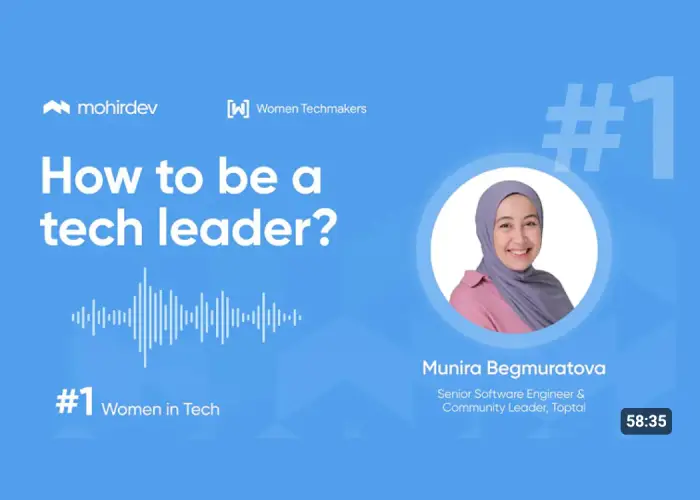 mohirdev
[W] Women Techmakers
#1
How to be a
tech leader?
#1 Women in Tech
Munira Begmuratova
Senior Software Engineer &
Community Leader, Toptal
58:35